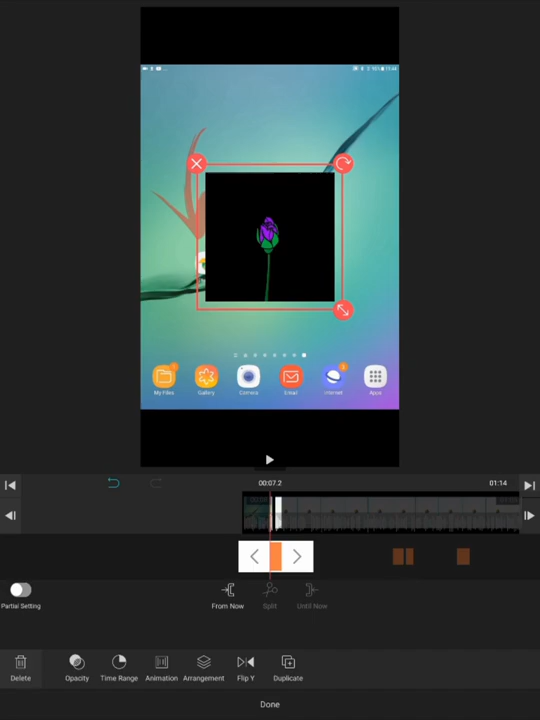 My Files
Gallery
Camera
Email
Internet
Apps
00:07.2
01:14
Partial Setting
From Now
Split
Until Now
Delete
Opacity
Time Range
Animation
Arrangement
Flip Y
Duplicate
Done